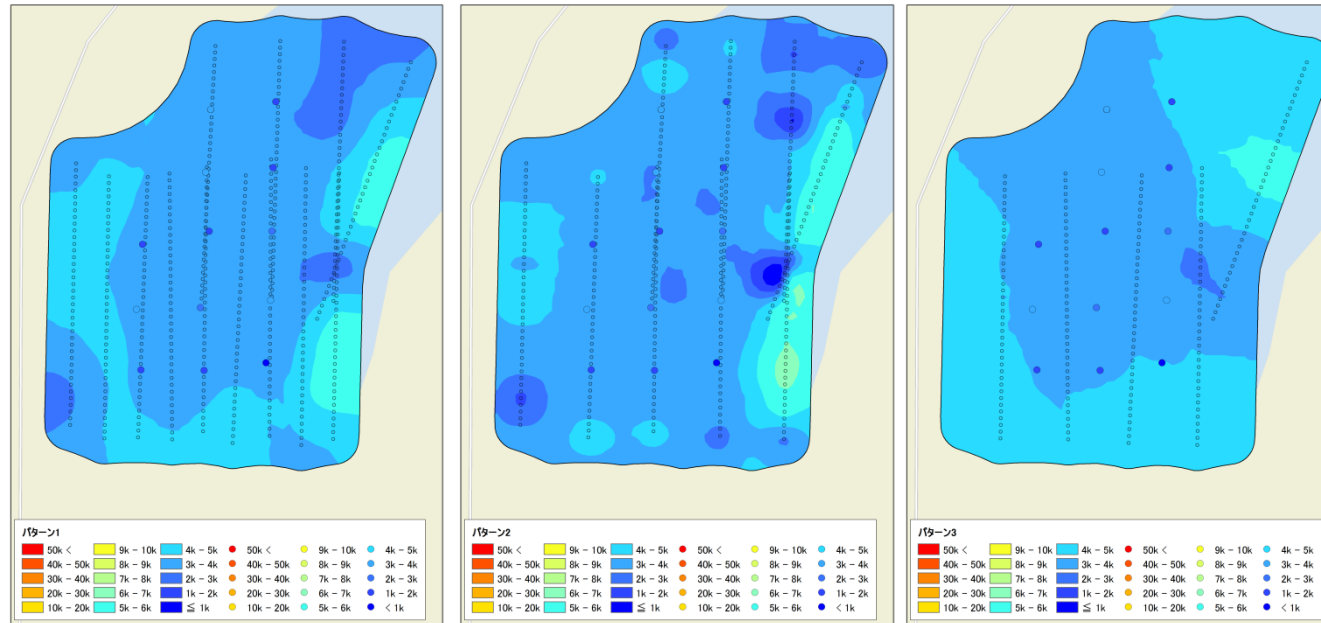 パターン1
50k < 9k - 10k 4k - 5k 50k < 9k - 10k 4k - 5k
40k - 50k 8k - 9k 3k - 4k 40k - 50k 8k - 9k 3k - 4k
30k - 40k 7k - 8k 2k - 3k 30k - 40k 7k - 8k 2k - 3k
20k - 30k 6k - 7k 1k - 2k 20k - 30k 6k - 7k 1k - 2k
10k - 20k 5k - 6k ≦ 1k 10k - 20k 5k - 6k < 1k
パターン2
50k < 9k - 10k 4k - 5k 50k < 9k - 10k 4k - 5k
40k - 50k 8k - 9k 3k - 4k 40k - 50k 8k - 9k 3k - 4k
30k - 40k 7k - 8k 2k - 3k 30k - 40k 7k - 8k 2k - 3k
20k - 30k 6k - 7k 1k - 2k 20k - 30k 6k - 7k 1k - 2k
10k - 20k 5k - 6k ≦ 1k 10k - 20k 5k - 6k < 1k
パターン3
50k < 9k - 10k 4k - 5k 50k < 9k - 10k 4k - 5k
40k - 50k 8k - 9k 3k - 4k 40k - 50k 8k - 9k 3k - 4k
30k - 40k 7k - 8k 2k - 3k 30k - 40k 7k - 8k 2k - 3k
20k - 30k 6k - 7k 1k - 2k 20k - 30k 6k - 7k 1k - 2k
10k - 20k 5k - 6k ≦ 1k 10k - 20k 5k - 6k < 1k